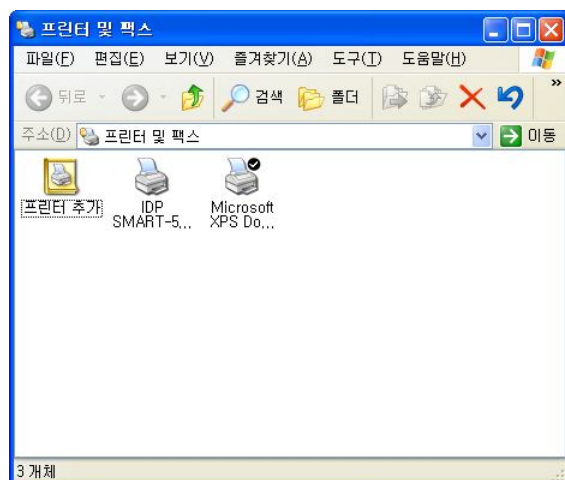 프린터 및 팩스
파일(F) 편집(E) 보기(V) 즐겨찾기(A) 도구(T) 도움말(H)
뒤로 검색 폴더 »
주소(D) 프린터 및 팩스 이동
프린터 추가
IDP
SMART-5...
Microsoft
XPS Do...
3 개체